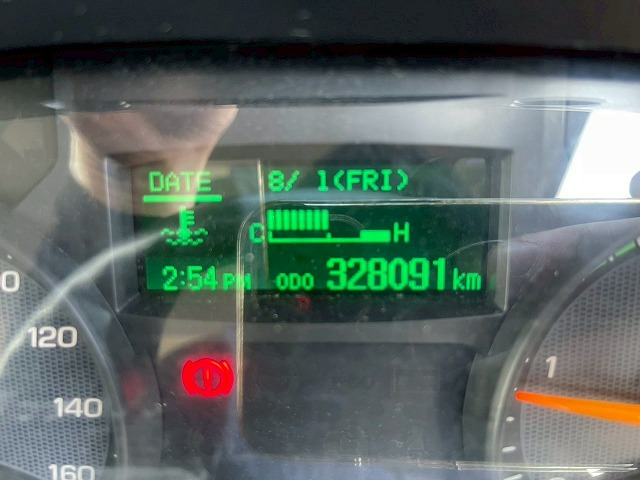 DATE 8/ 1(FRI)
C H
2:54 PM ODO 328091 km
120
140
160
1